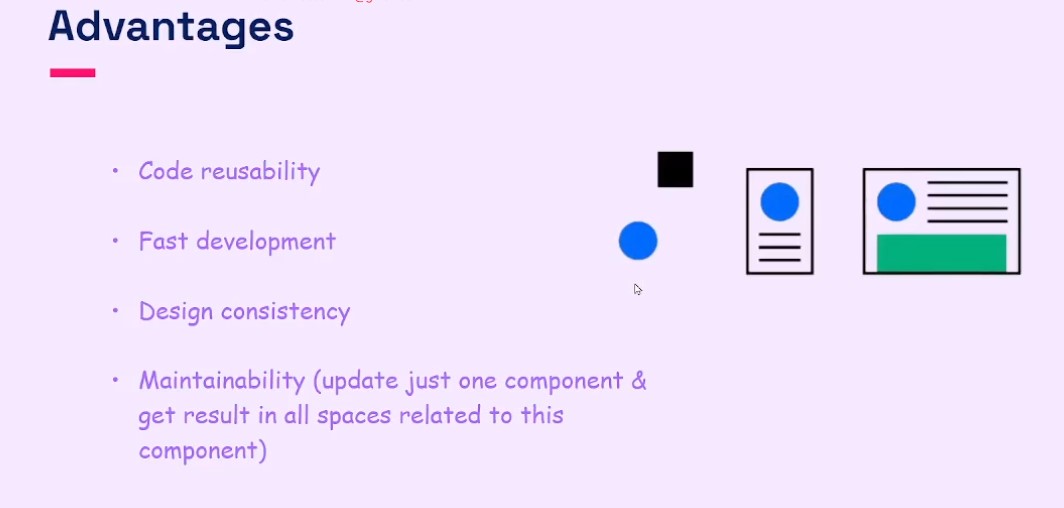 Advantages
• Code reusability
• Fast development
• Design consistency
• Maintainability (update just one component &
get result in all spaces related to this
component)